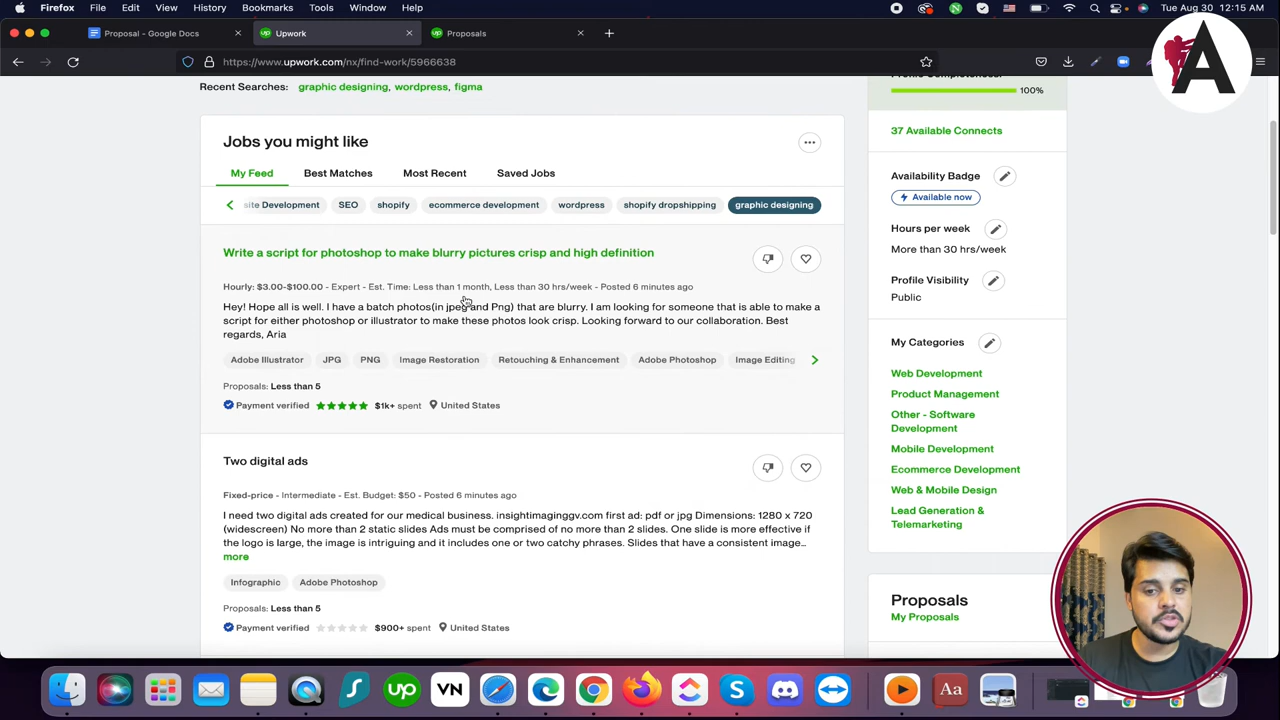 Firefox File Edit View History Bookmarks Tools Window Help
Tue Aug 30 12:15 AM
Proposal - Google Docs
Upwork
Proposals
https://www.upwork.com/nx/find-work/5966638
A
Recent Searches: graphic designing, wordpress, figma
100%
Jobs you might like
37 Available Connects
My Feed Best Matches Most Recent Saved Jobs
Availability Badge
Available now
site Development SEO shopify ecommerce development wordpress shopify dropshipping graphic designing
Hours per week
More than 30 hrs/week
Write a script for photoshop to make blurry pictures crisp and high definition
Profile Visibility
Public
Hourly: $3.00-$100.00 - Expert - Est. Time: Less than 1 month, Less than 30 hrs/week - Posted 6 minutes ago
Hey! Hope all is well. I have a batch photos(in jpeg and Png) that are blurry. I am looking for someone that is able to make a
script for either photoshop or illustrator to make these photos look crisp. Looking forward to our collaboration. Best
regards, Aria
My Categories
Adobe Illustrator JPG PNG Image Restoration Retouching & Enhancement Adobe Photoshop Image Editing
Web Development
Product Management
Other - Software
Development
Mobile Development
Ecommerce Development
Web & Mobile Design
Lead Generation &
Telemarketing
Proposals: Less than 5
Payment verified $1k+ spent United States
Two digital ads
Fixed-price - Intermediate - Est. Budget: $50 - Posted 6 minutes ago
I need two digital ads created for our medical business. insightimaginggv.com first ad: pdf or jpg Dimensions: 1280 x 720
(widescreen) No more than 2 static slides Ads must be comprised of no more than 2 slides. One slide is more effective if
the logo is large, the image is intriguing and it includes one or two catchy phrases. Slides that have a consistent image...
more
Infographic Adobe Photoshop
Proposals: Less than 5
Payment verified $900+ spent United States
Proposals
My Proposals
up VN Aa